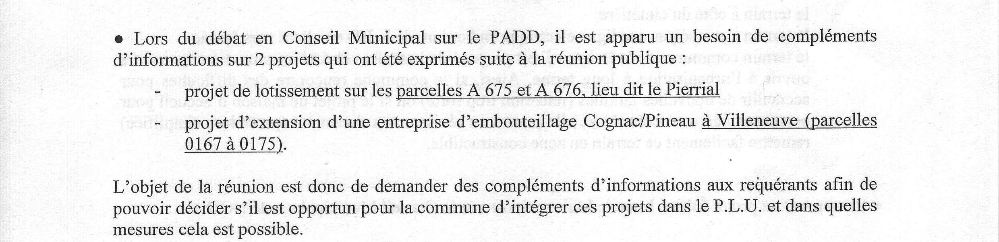 ● Lors du débat en Conseil Municipal sur le PADD, il est apparu un besoin de compléments
d’informations sur 2 projets qui ont été exprimés suite à la réunion publique :
- projet de lotissement sur les parcelles A 675 et A 676, lieu dit le Pierrial
- projet d’extension d’une entreprise d’embouteillage Cognac/Pineau à Villeneuve (parcelles
0167 à 0175).
L’objet de la réunion est donc de demander des compléments d’informations aux requérants afin de
pouvoir décider s’il est opportun pour la commune d’intégrer ces projets dans le P.L.U. et dans quelles
mesures cela est possible.